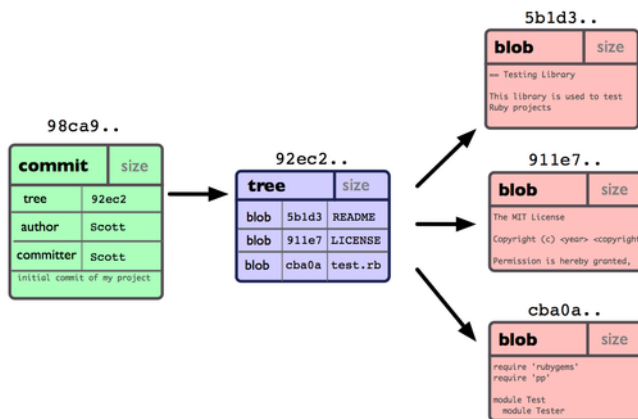 98ca9..
commit size
tree 92ec2
author Scott
committer Scott
initial commit of my project
92ec2..
tree size
blob 5b1d3 README
blob 911e7 LICENSE
blob cba0a test.rb
5b1d3..
blob size
== Testing Library
This library is used to test
Ruby projects
911e7..
blob size
The MIT License
Copyright (c) <year> <copyright
Permission is hereby granted,
cba0a..
blob size
require 'rubygems'
require 'pp'
module Test
module Tester